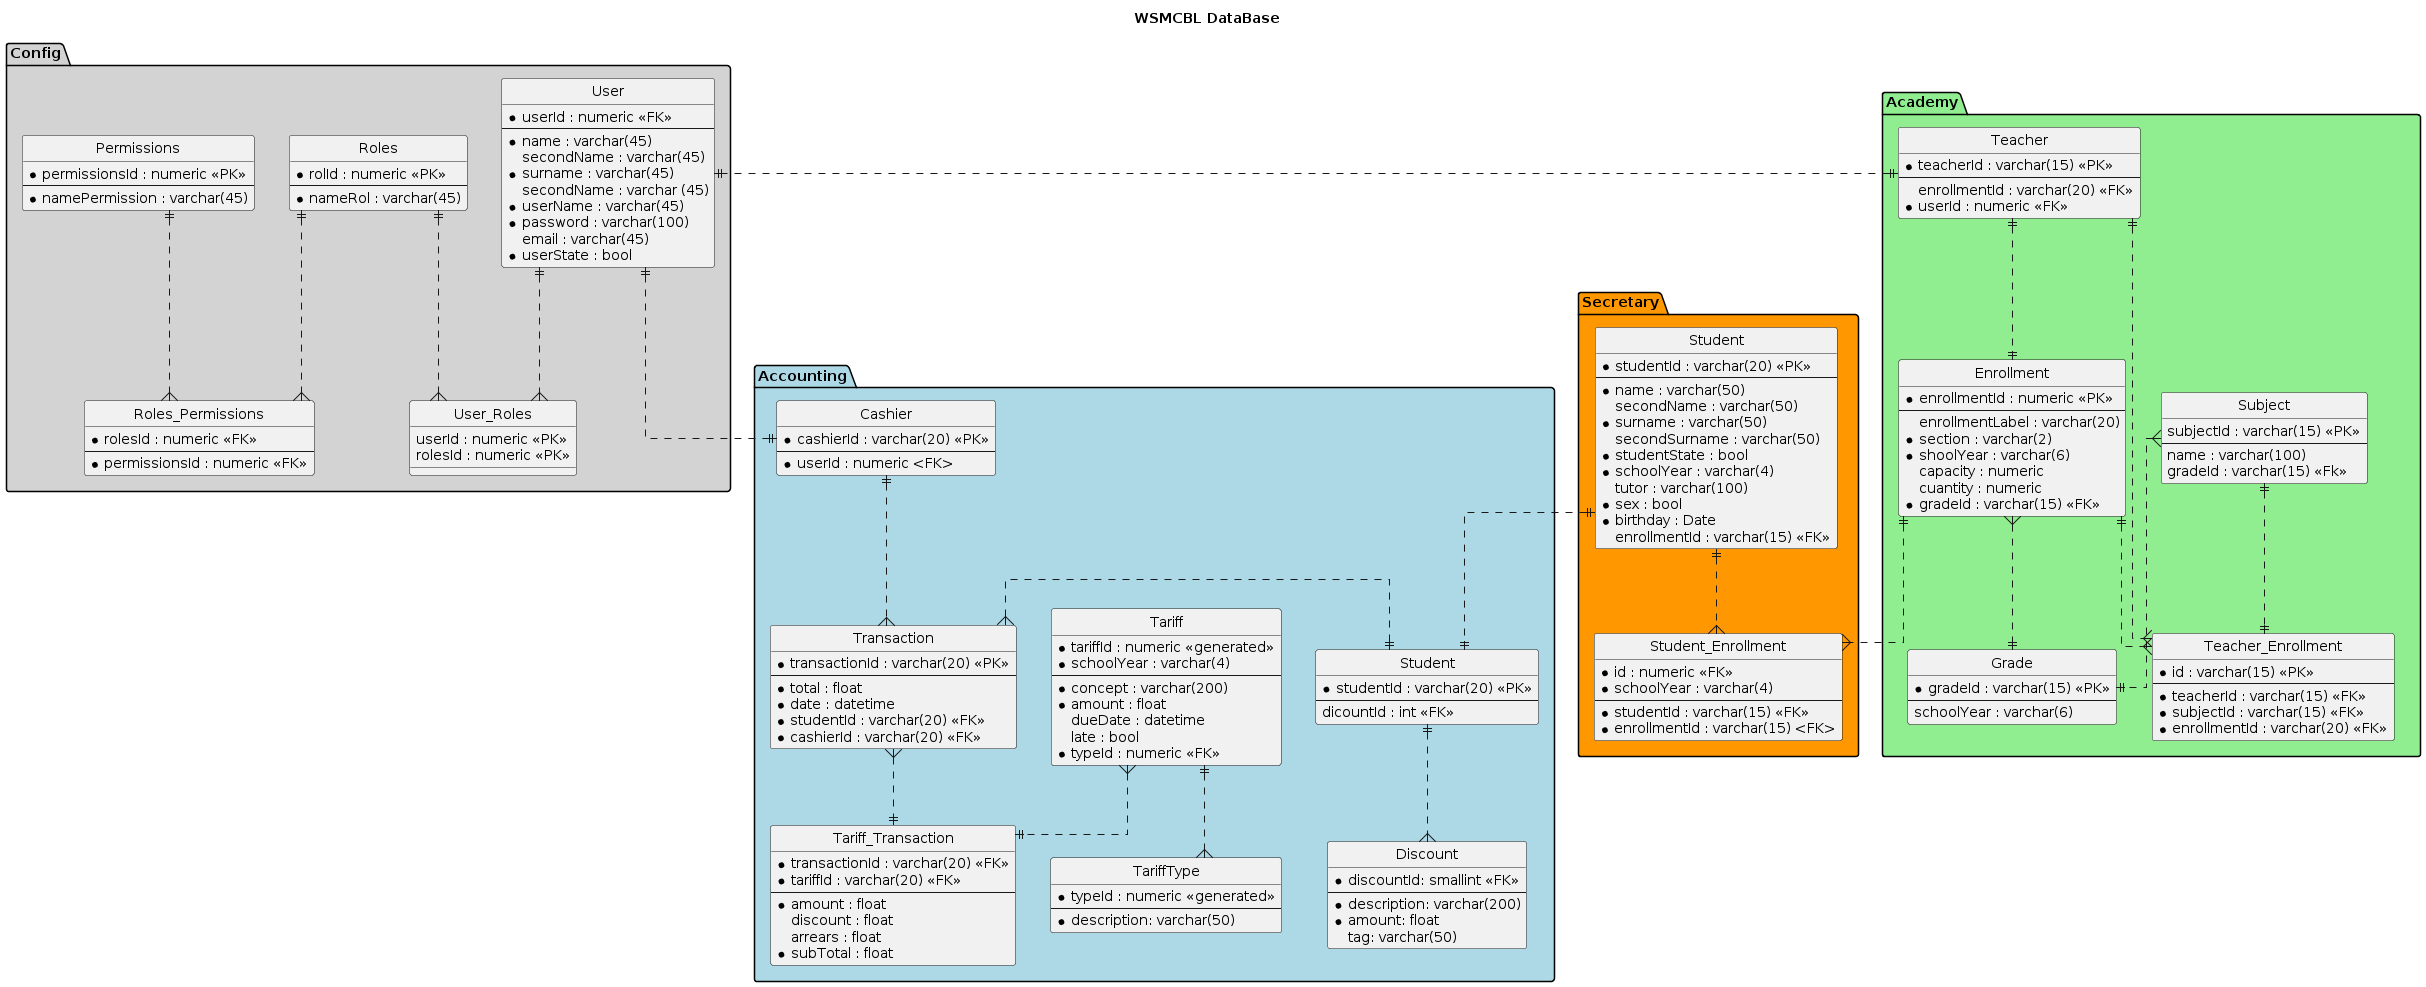 WSMCBL DataBase
Config
User
userId : numeric «FK»
name : varchar(45)
secondName : varchar(45)
surname : varchar(45)
secondName : varchar (45)
userName : varchar(45)
password : varchar(100)
email : varchar(45)
userState : bool
Permissions
permissionsId : numeric «PK»
namePermission : varchar(45)
Roles
rolId : numeric «PK»
nameRol : varchar(45)
Roles_Permissions
rolesId : numeric «FK»
permissionsId : numeric «FK»
User_Roles
userId : numeric «PK»
rolesId : numeric «PK»
Accounting
Cashier
cashierId : varchar(20) «PK»
userId : numeric <FK>
Transaction
transactionId : varchar(20) «PK»
total : float
date : datetime
studentId : varchar(20) «FK»
cashierId : varchar(20) «FK»
Tariff
tariffId : numeric «generated»
schoolYear : varchar(4)
concept : varchar(200)
amount : float
dueDate : datetime
late : bool
typeId : numeric «FK»
Student
studentId : varchar(20) «PK»
dicountId : int «FK»
Tariff_Transaction
transactionId : varchar(20) «FK»
tariffId : varchar(20) «FK»
amount : float
discount : float
arrears : float
subTotal : float
TariffType
typeId : numeric «generated»
description: varchar(50)
Discount
discountId: smallint «FK»
description: varchar(200)
amount: float
tag: varchar(50)
Secretary
Student
studentId : varchar(20) «PK»
name : varchar(50)
secondName : varchar(50)
surname : varchar(50)
secondSurname : varchar(50)
studentState : bool
schoolYear : varchar(4)
tutor : varchar(100)
sex : bool
birthday : Date
enrollmentId : varchar(15) «FK»
Student_Enrollment
id : numeric «FK»
schoolYear : varchar(4)
studentId : varchar(15) «FK»
enrollmentId : varchar(15) <FK>
Academy
Teacher
teacherId : varchar(15) «PK»
enrollmentId : varchar(20) «FK»
userId : numeric «FK»
Enrollment
enrollmentId : numeric «PK»
enrollmentLabel : varchar(20)
section : varchar(2)
shoolYear : varchar(6)
capacity : numeric
cuantity : numeric
gradeId : varchar(15) «FK»
Subject
subjectId : varchar(15) «PK»
name : varchar(100)
gradeId : varchar(15) «Fk»
Grade
gradeId : varchar(15) «PK»
schoolYear : varchar(6)
Teacher_Enrollment
id : varchar(15) «PK»
teacherId : varchar(15) «FK»
subjectId : varchar(15) «FK»
enrollmentId : varchar(20) «FK»